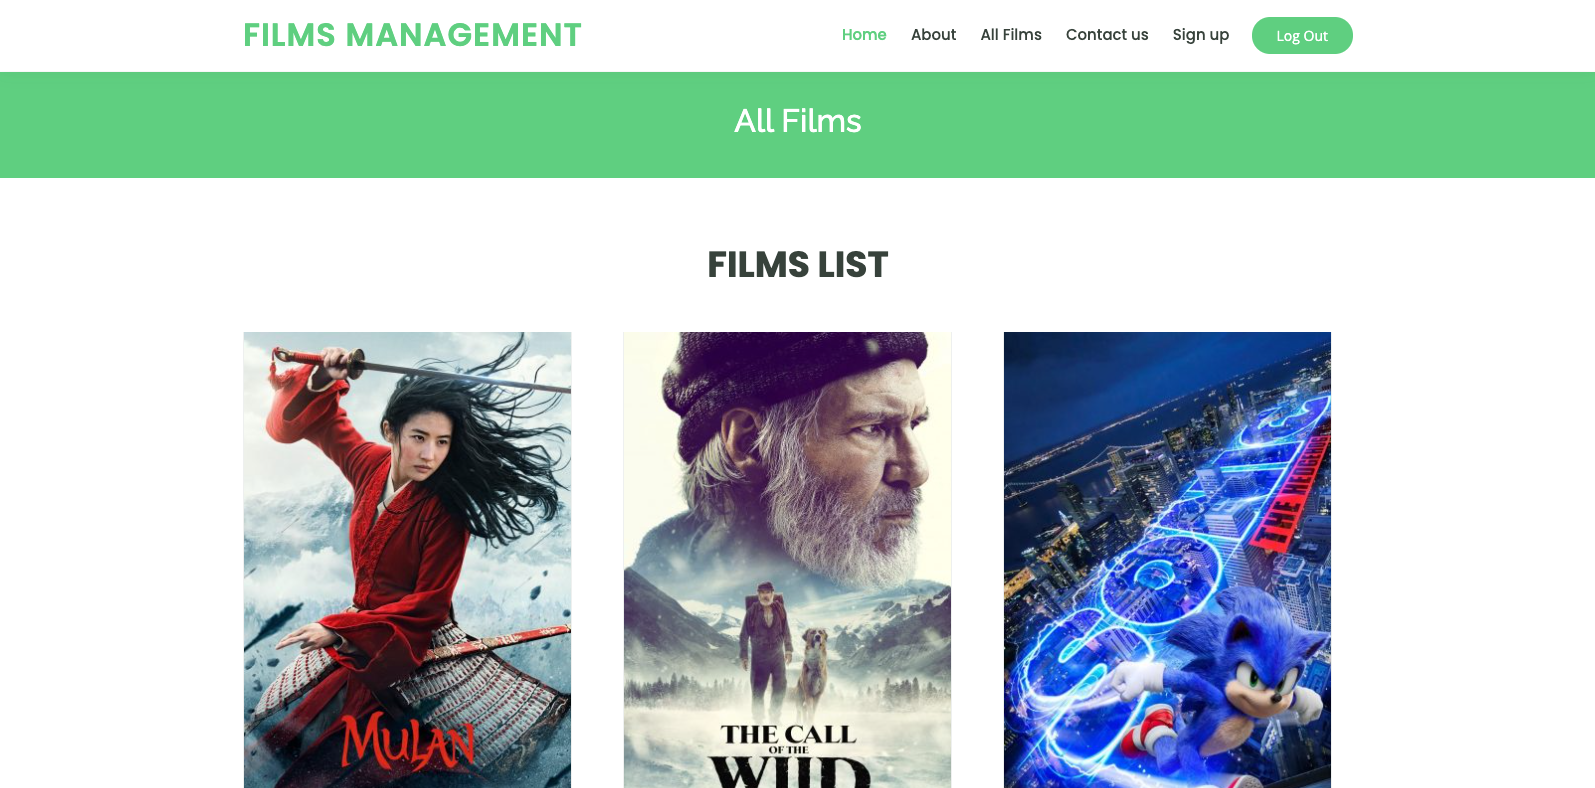 FILMS MANAGEMENT
Home About All Films Contact us Sign up Log Out
All Films
FILMS LIST
MULAN
THE CALL
OF THE
WILD
SONIC
THE HEDGEHOG